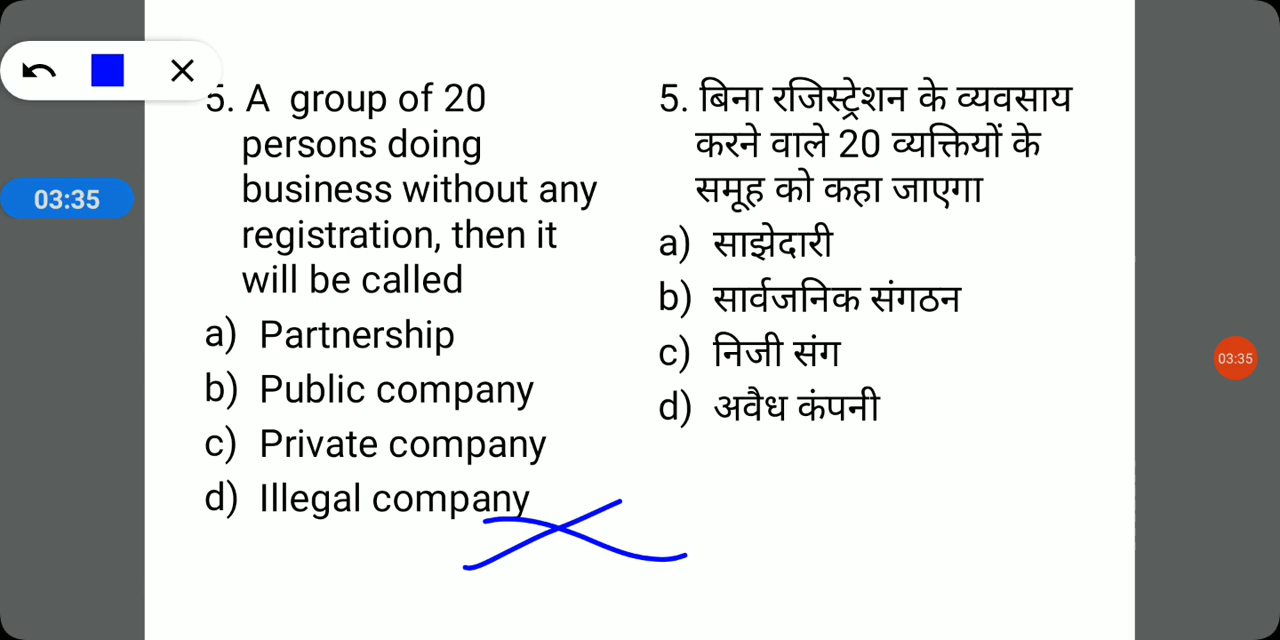 03:35
5. A group of 20
persons doing
business without any
registration, then it
will be called
a) Partnership
b) Public company
c) Private company
d) Illegal company
5. बिना रजिस्ट्रेशन के व्यवसाय
करने वाले 20 व्यक्तियों के
समूह को कहा जाएगा
a) साझेदारी
b) सार्वजनिक संगठन
c) निजी संग
d) अवैध कंपनी
03:35